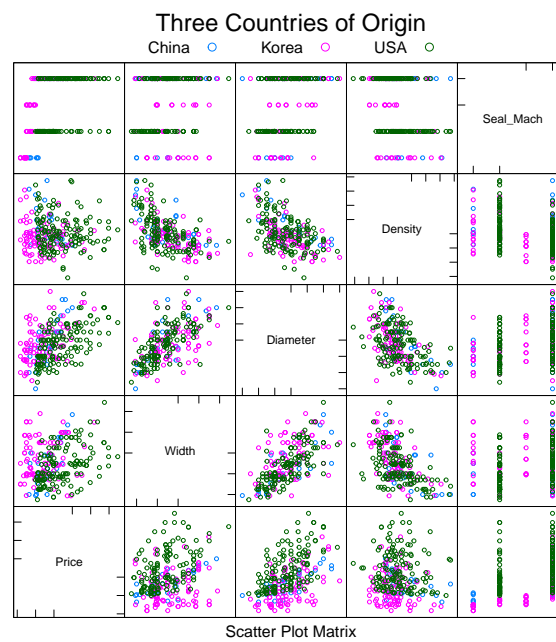 Three Countries of Origin
China Korea USA
Seal_Mach
Density
Diameter
Width
Price
Scatter Plot Matrix